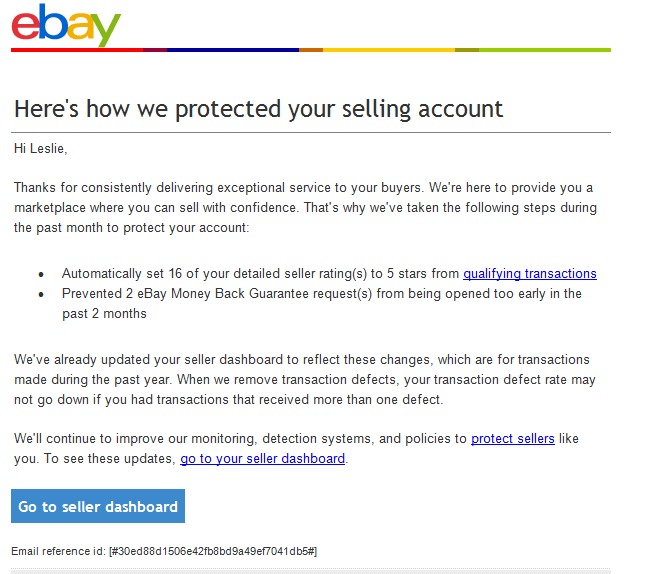 ebay
Here's how we protected your selling account
Hi Leslie,
Thanks for consistently delivering exceptional service to your buyers. We're here to provide you a
marketplace where you can sell with confidence. That's why we've taken the following steps during
the past month to protect your account:
• Automatically set 16 of your detailed seller rating(s) to 5 stars from qualifying transactions
• Prevented 2 eBay Money Back Guarantee request(s) from being opened too early in the
past 2 months
We've already updated your seller dashboard to reflect these changes, which are for transactions
made during the past year. When we remove transaction defects, your transaction defect rate may
not go down if you had transactions that received more than one defect.
We'll continue to improve our monitoring, detection systems, and policies to protect sellers like
you. To see these updates, go to your seller dashboard.
Go to seller dashboard
Email reference id: [#30ed88d1506e42fb8bd9a49ef7041db5#]